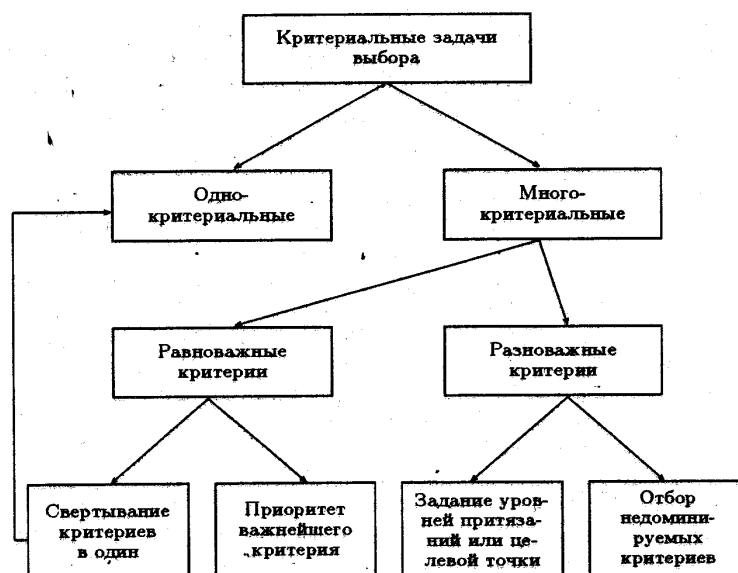 Критериальные задачи
выбора
Одно-
критериальные
Много-
критериальные
Равноважные
критерии
Разноважные
критерии
Свертывание
критериев
в один
Приоритет
важнейшего
критерия
Задание уров-
ней притяза-
ний или це-
левой точки
Отбор
недомини-
руемых
критериев